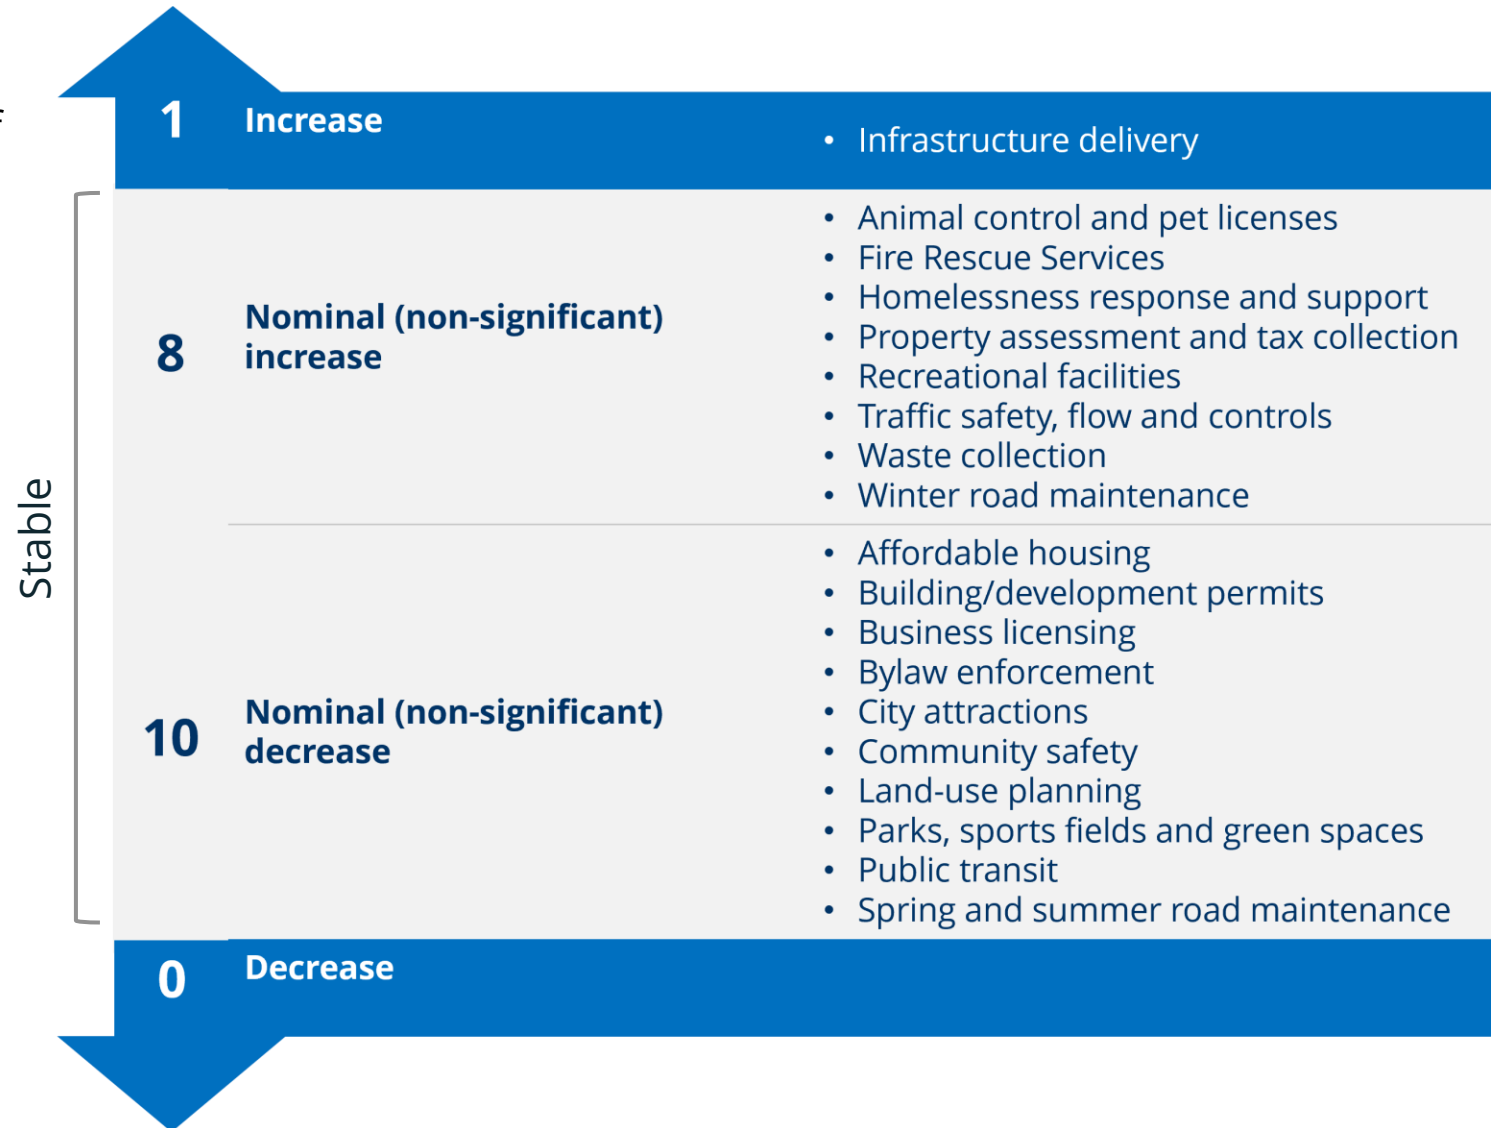 1
Increase
• Infrastructure delivery
Stable
8
Nominal (non-significant)
increase
• Animal control and pet licenses
• Fire Rescue Services
• Homelessness response and support
• Property assessment and tax collection
• Recreational facilities
• Traffic safety, flow and controls
• Waste collection
• Winter road maintenance
10
Nominal (non-significant)
decrease
• Affordable housing
• Building/development permits
• Business licensing
• Bylaw enforcement
• City attractions
• Community safety
• Land-use planning
• Parks, sports fields and green spaces
• Public transit
• Spring and summer road maintenance
0
Decrease